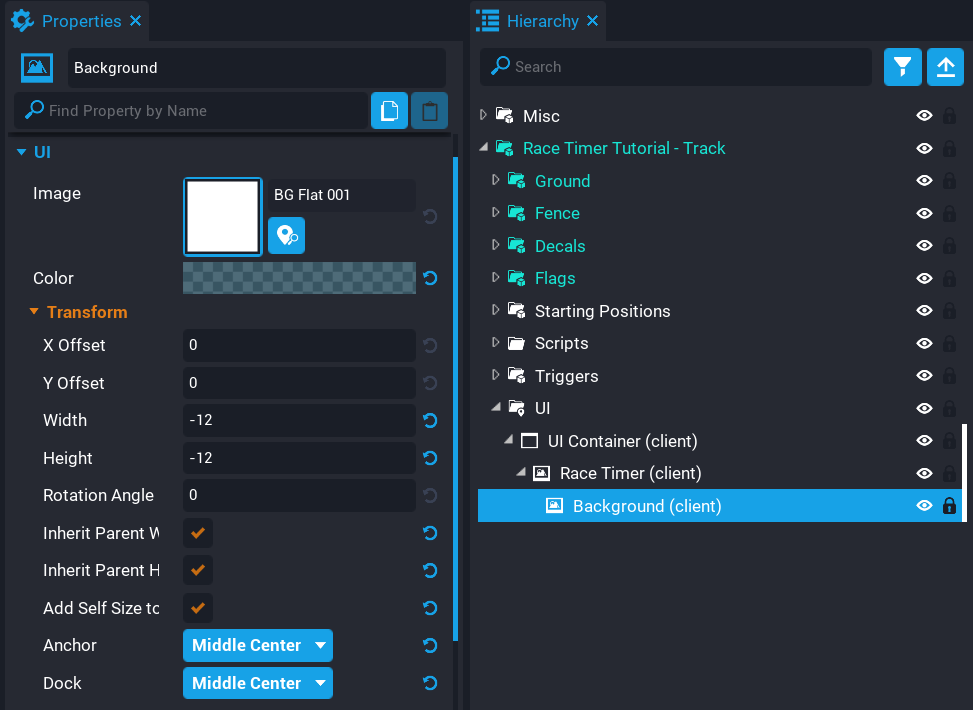 Properties
Background
Find Property by Name
UI
Image
BG Flat 001
Color
Transform
X Offset
0
Y Offset
0
Width
-12
Height
-12
Rotation Angle
0
Inherit Parent W
Inherit Parent H
Add Self Size to
Anchor
Middle Center
Dock
Middle Center
Hierarchy
Search
Misc
Race Timer Tutorial - Track
Ground
Fence
Decals
Flags
Starting Positions
Scripts
Triggers
UI
UI Container (client)
Race Timer (client)
Background (client)